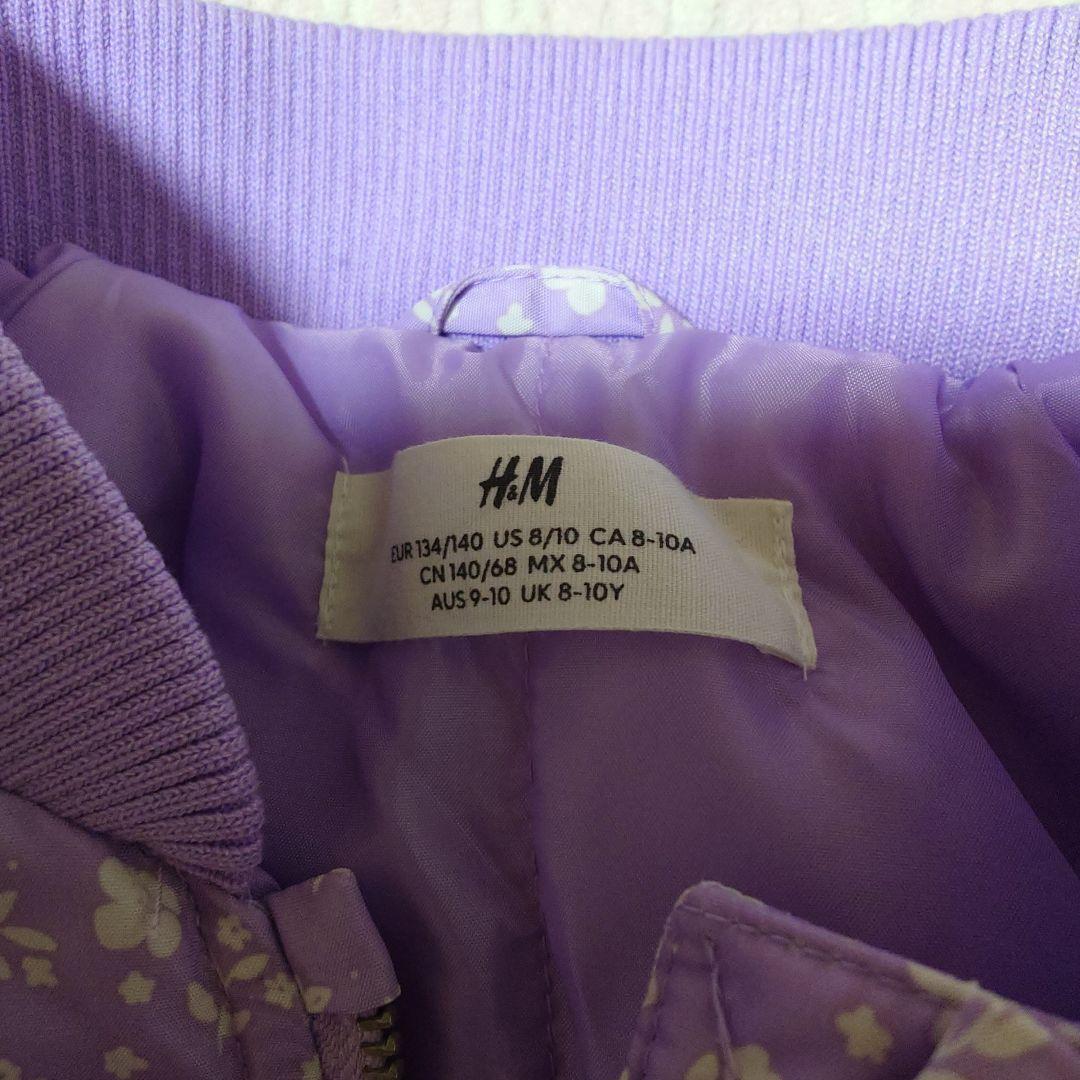 H&M
EUR 134/140 US 8/10 CA 8-10A
CN 140/68 MX 8-10A
AUS 9-10 UK 8-10Y